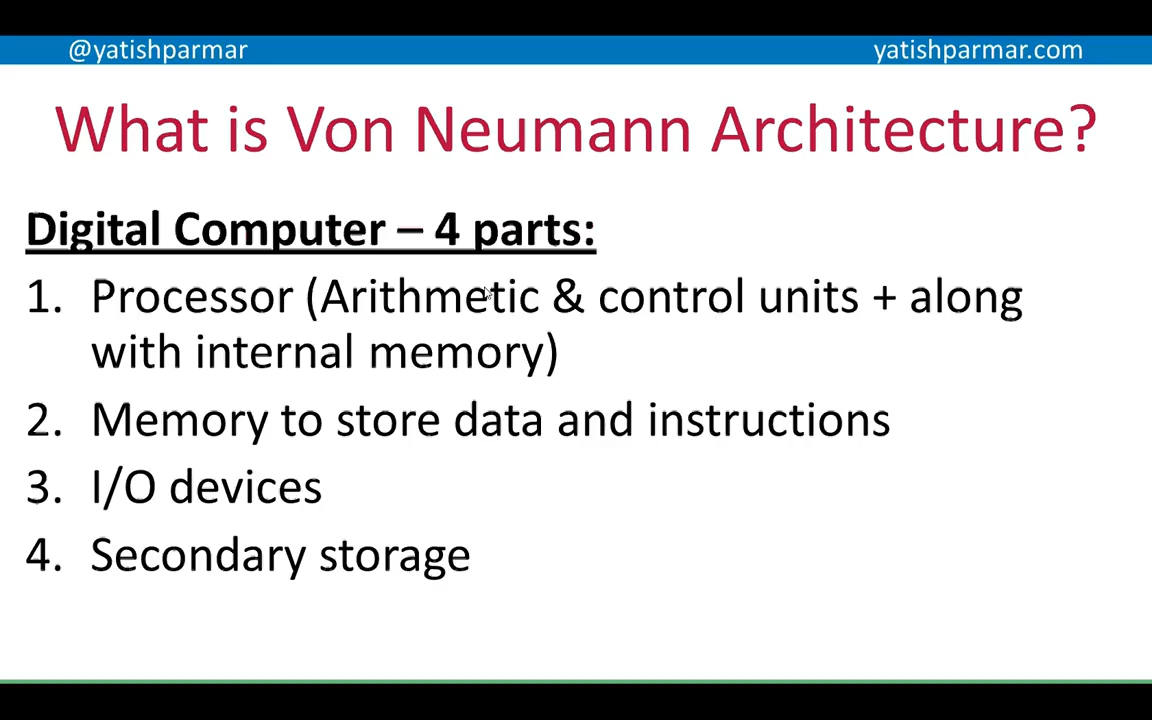 @yatishparmar
yatishparmar.com
What is Von Neumann Architecture?
Digital Computer – 4 parts:
1. Processor (Arithmetic & control units + along
with internal memory)
2. Memory to store data and instructions
3. I/O devices
4. Secondary storage